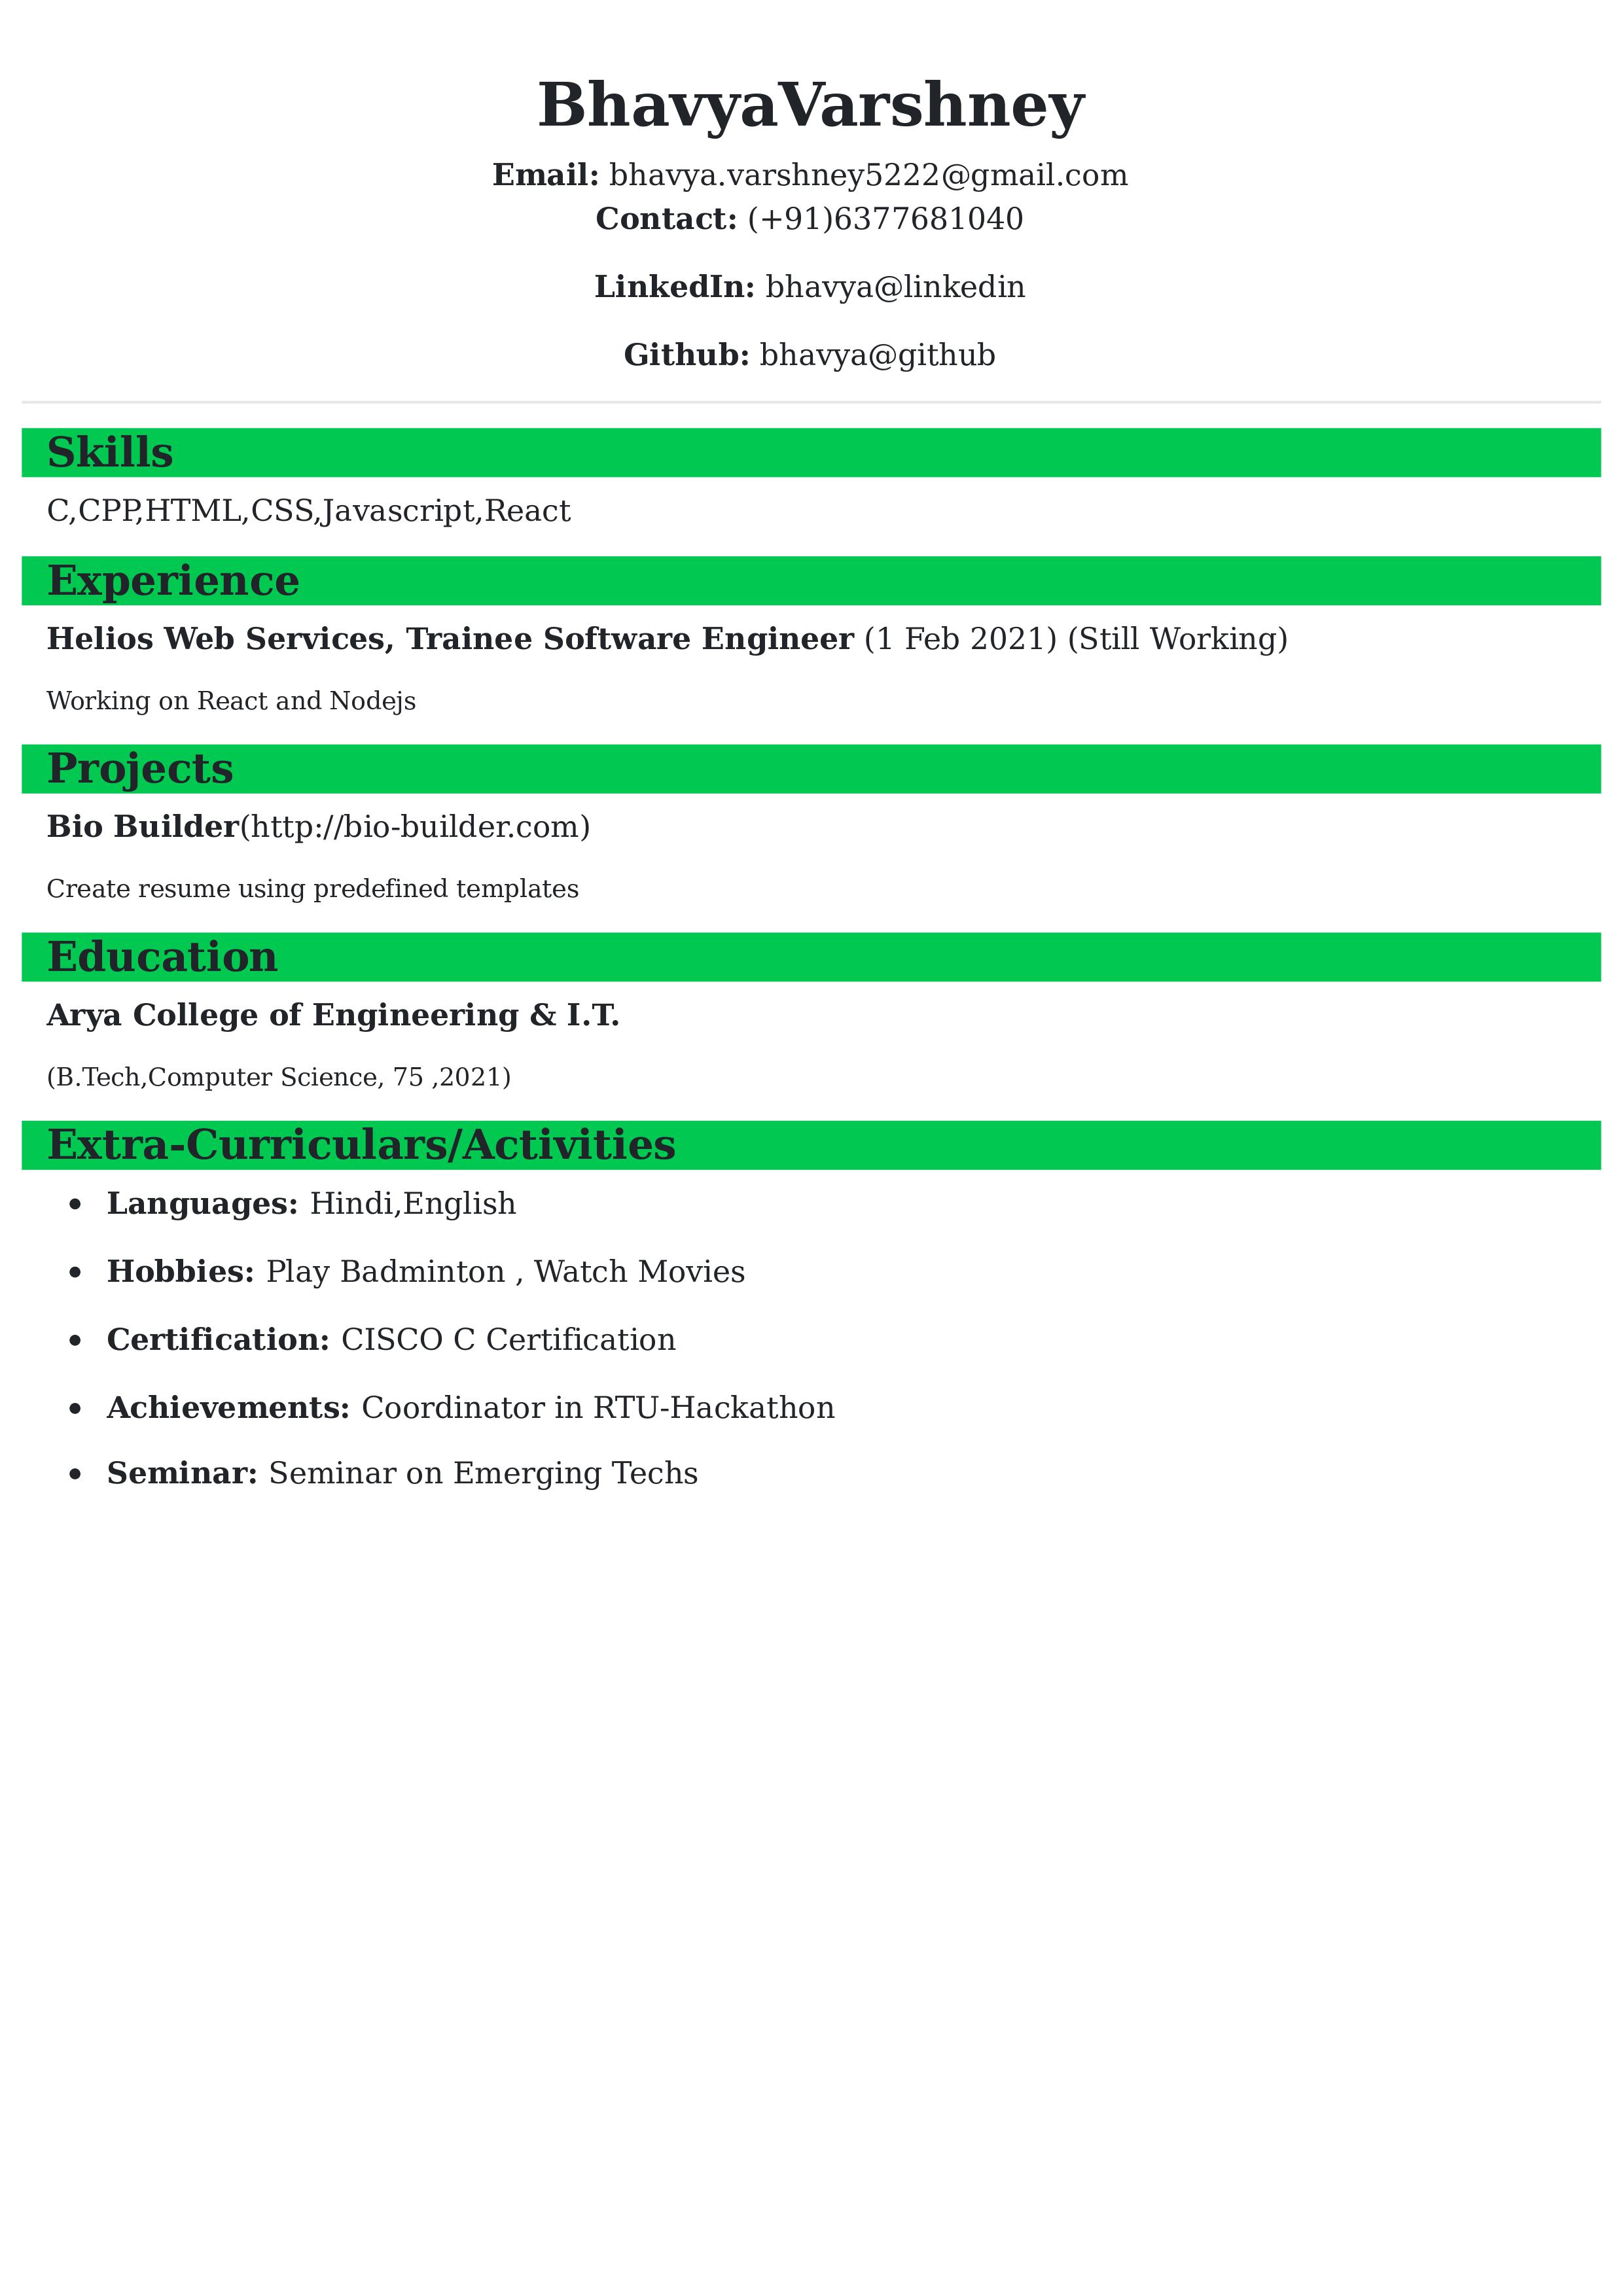 BhavyaVarshney
Email: bhavya.varshney5222@gmail.com
Contact: (+91)6377681040
LinkedIn: bhavya@linkedin
Github: bhavya@github
Skills
C,CPP,HTML,CSS,Javascript,React
Experience
Helios Web Services, Trainee Software Engineer (1 Feb 2021) (Still Working)
Working on React and Nodejs
Projects
Bio Builder(http://bio-builder.com)
Create resume using predefined templates
Education
Arya College of Engineering & I.T.
(B.Tech,Computer Science, 75 ,2021)
Extra-Curriculars/Activities
• Languages: Hindi,English
• Hobbies: Play Badminton , Watch Movies
• Certification: CISCO C Certification
• Achievements: Coordinator in RTU-Hackathon
• Seminar: Seminar on Emerging Techs